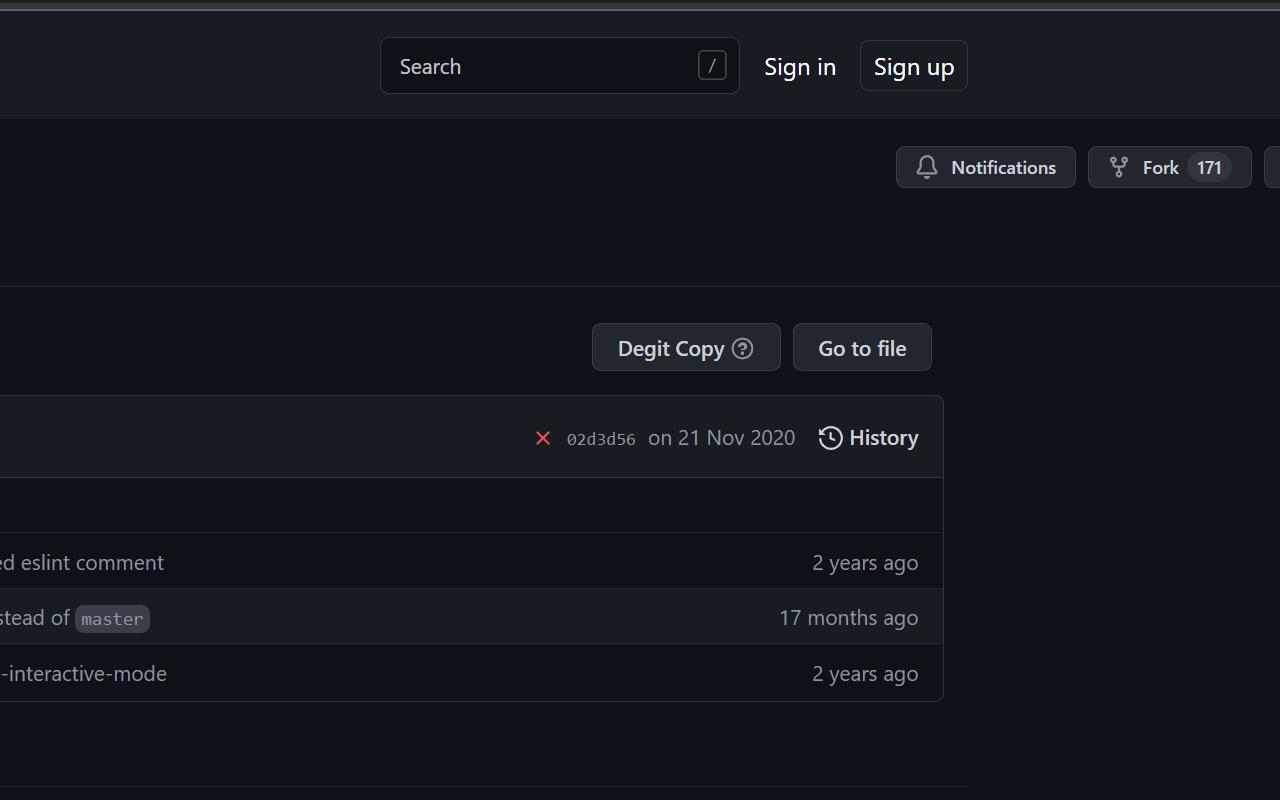 Search / Sign in Sign up
Notifications Fork 171
Degit Copy Go to file
02d3d56 on 21 Nov 2020 History
ed eslint comment 2 years ago
stead of master 17 months ago
-interactive-mode 2 years ago